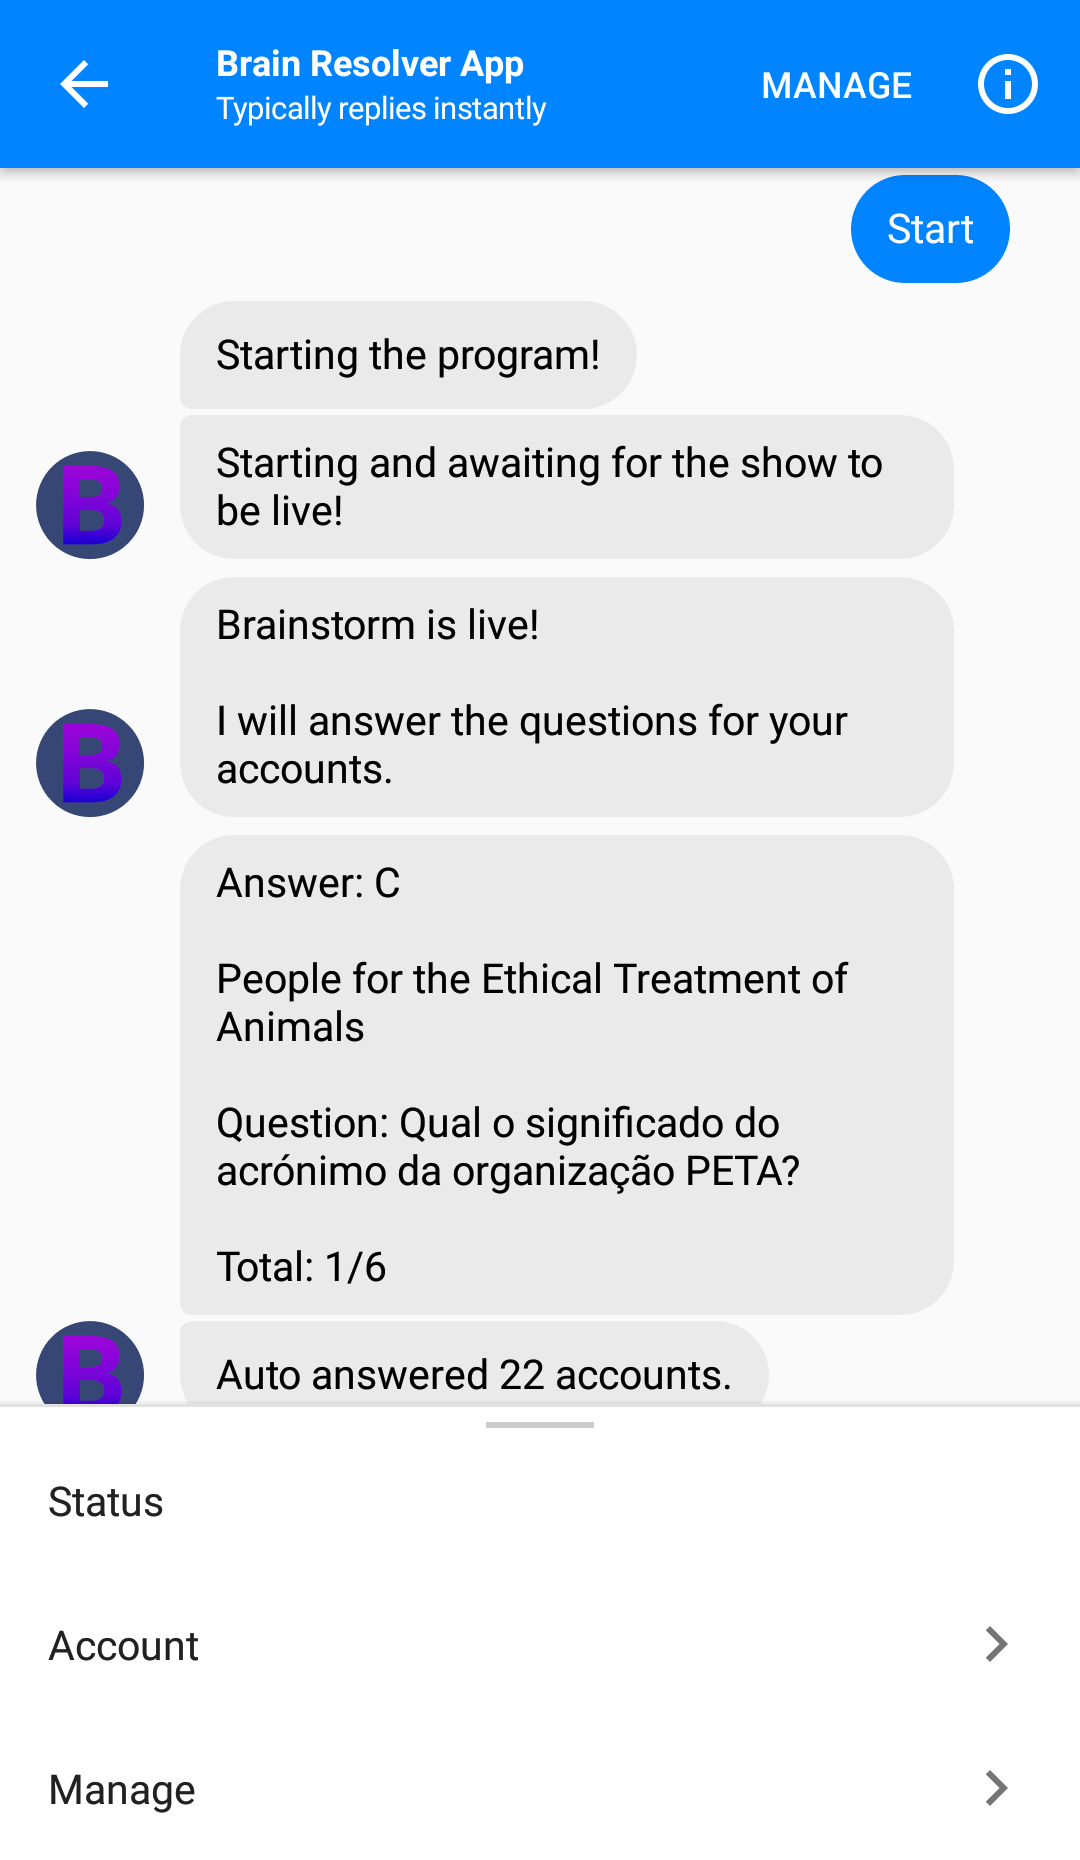 Brain Resolver App
Typically replies instantly
MANAGE
Start
Starting the program!
Starting and awaiting for the show to
be live!
B
Brainstorm is live!
I will answer the questions for your
accounts.
B
Answer: C
People for the Ethical Treatment of
Animals
Question: Qual o significado do
acrónimo da organização PETA?
Total: 1/6
B
Auto answered 22 accounts.
Status
Account
Manage